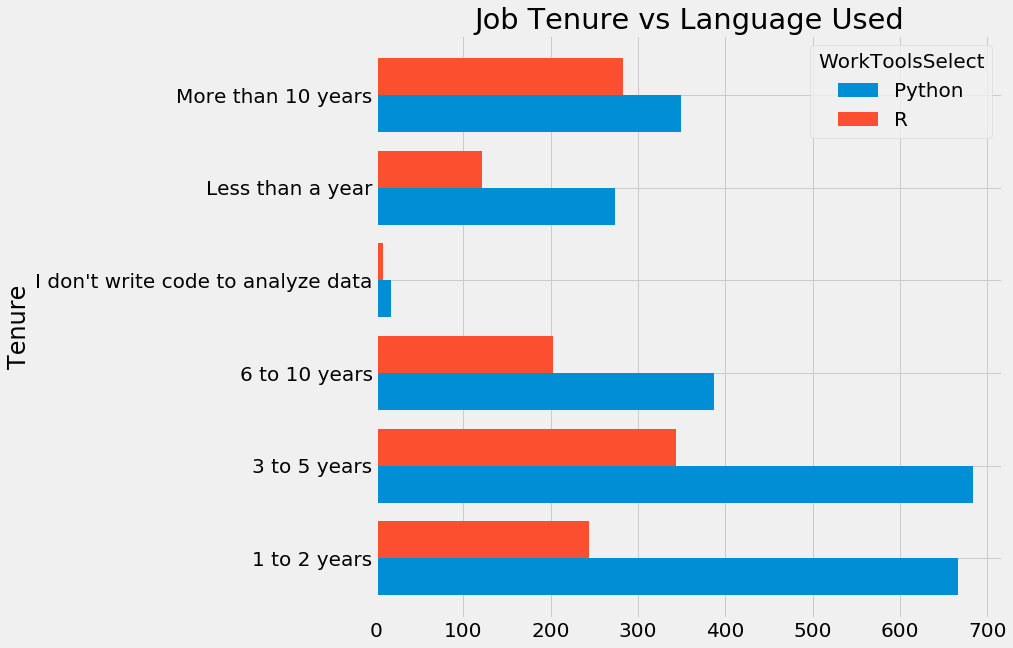 Job Tenure vs Language Used
WorkToolsSelect
Python
R
Tenure
More than 10 years
Less than a year
I don't write code to analyze data
6 to 10 years
3 to 5 years
1 to 2 years
0 100 200 300 400 500 600 700